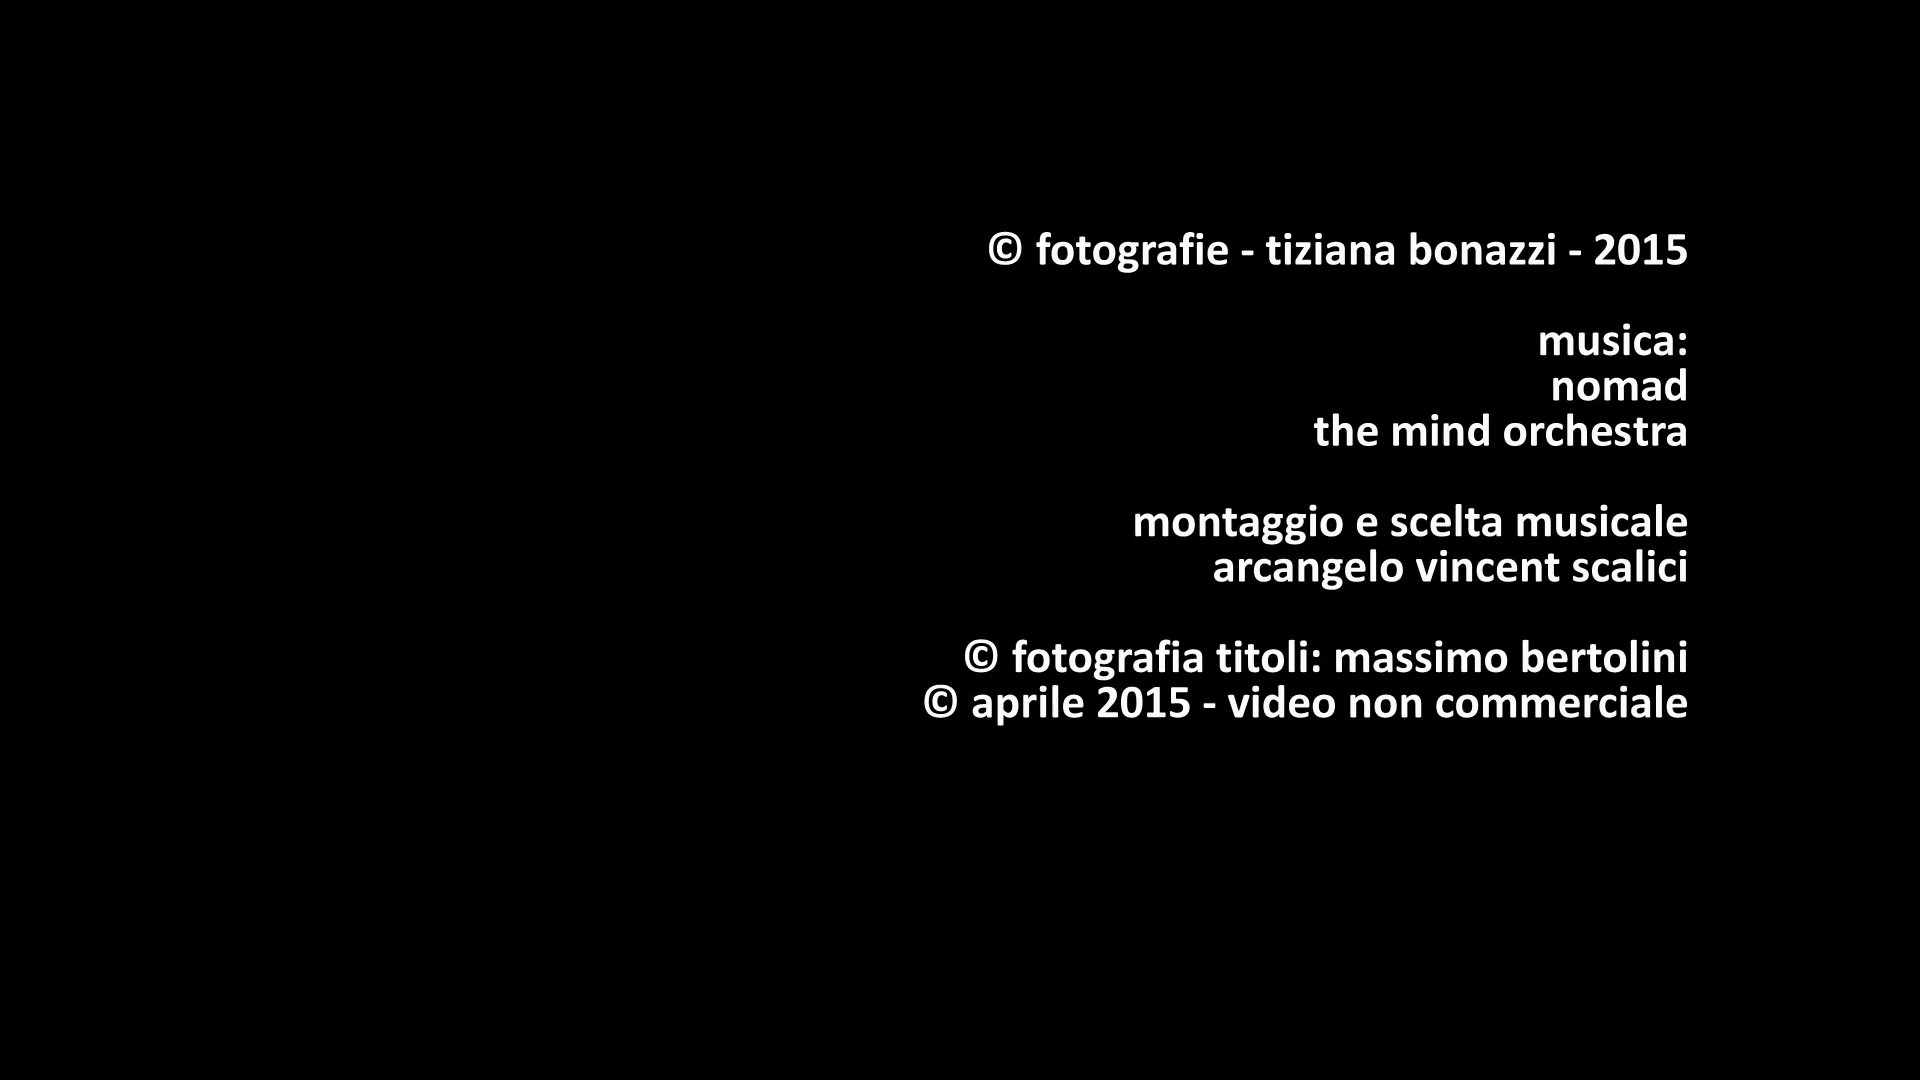 © fotografie - tiziana bonazzi - 2015
musica:
nomad
the mind orchestra
montaggio e scelta musicale
arcangelo vincent scalici
© fotografia titoli: massimo bertolini
© aprile 2015 - video non commerciale